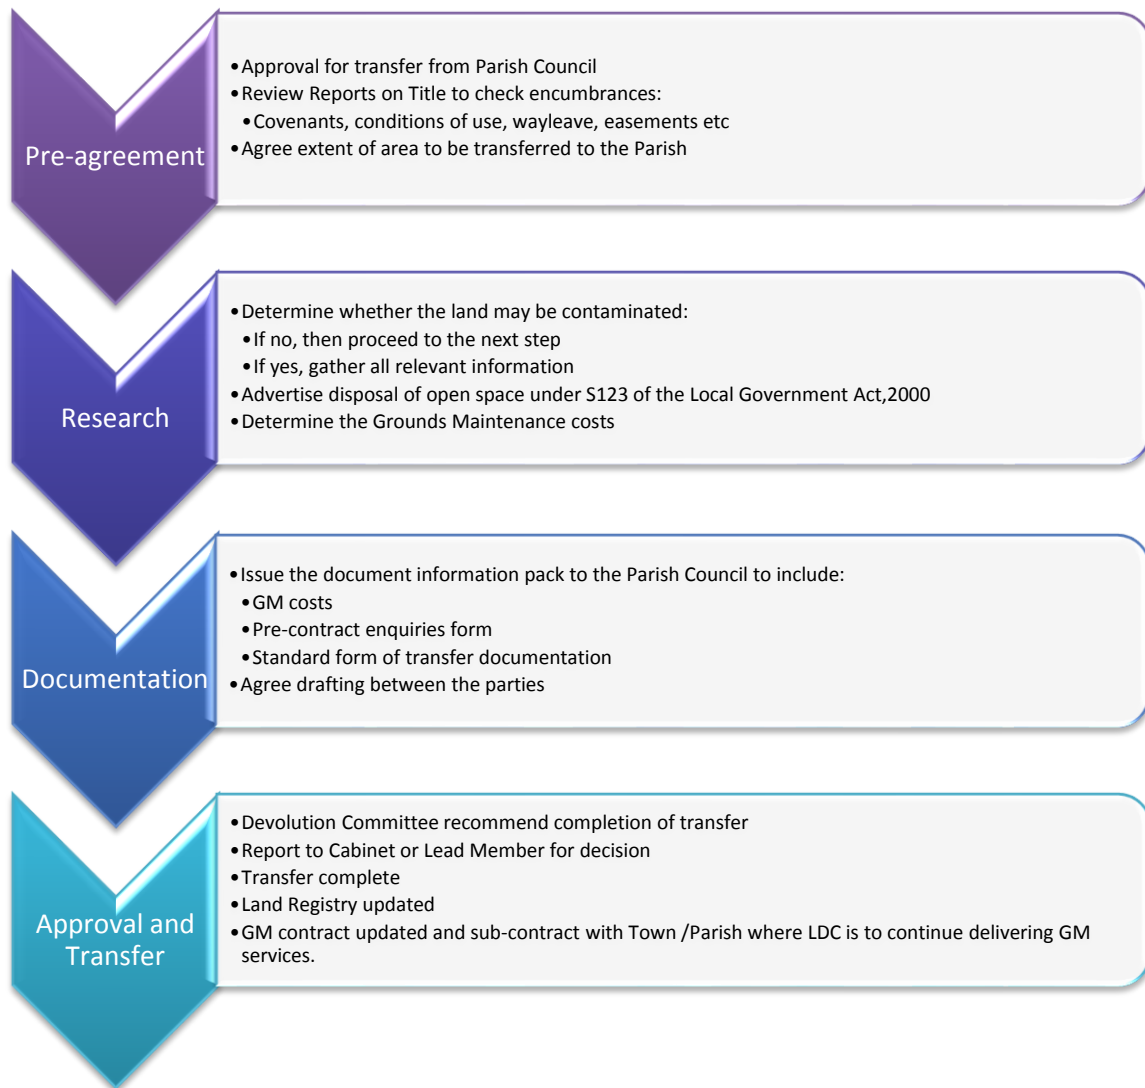 Pre-agreement
•Approval for transfer from Parish Council
•Review Reports on Title to check encumbrances:
•Covenants, conditions of use, wayleave, easements etc
•Agree extent of area to be transferred to the Parish
Research
•Determine whether the land may be contaminated:
•If no, then proceed to the next step
•If yes, gather all relevant information
•Advertise disposal of open space under S123 of the Local Government Act,2000
•Determine the Grounds Maintenance costs
Documentation
•Issue the document information pack to the Parish Council to include:
•GM costs
•Pre-contract enquiries form
•Standard form of transfer documentation
•Agree drafting between the parties
Approval and
Transfer
•Devolution Committee recommend completion of transfer
•Report to Cabinet or Lead Member for decision
•Transfer complete
•Land Registry updated
•GM contract updated and sub-contract with Town /Parish where LDC is to continue delivering GM
services.